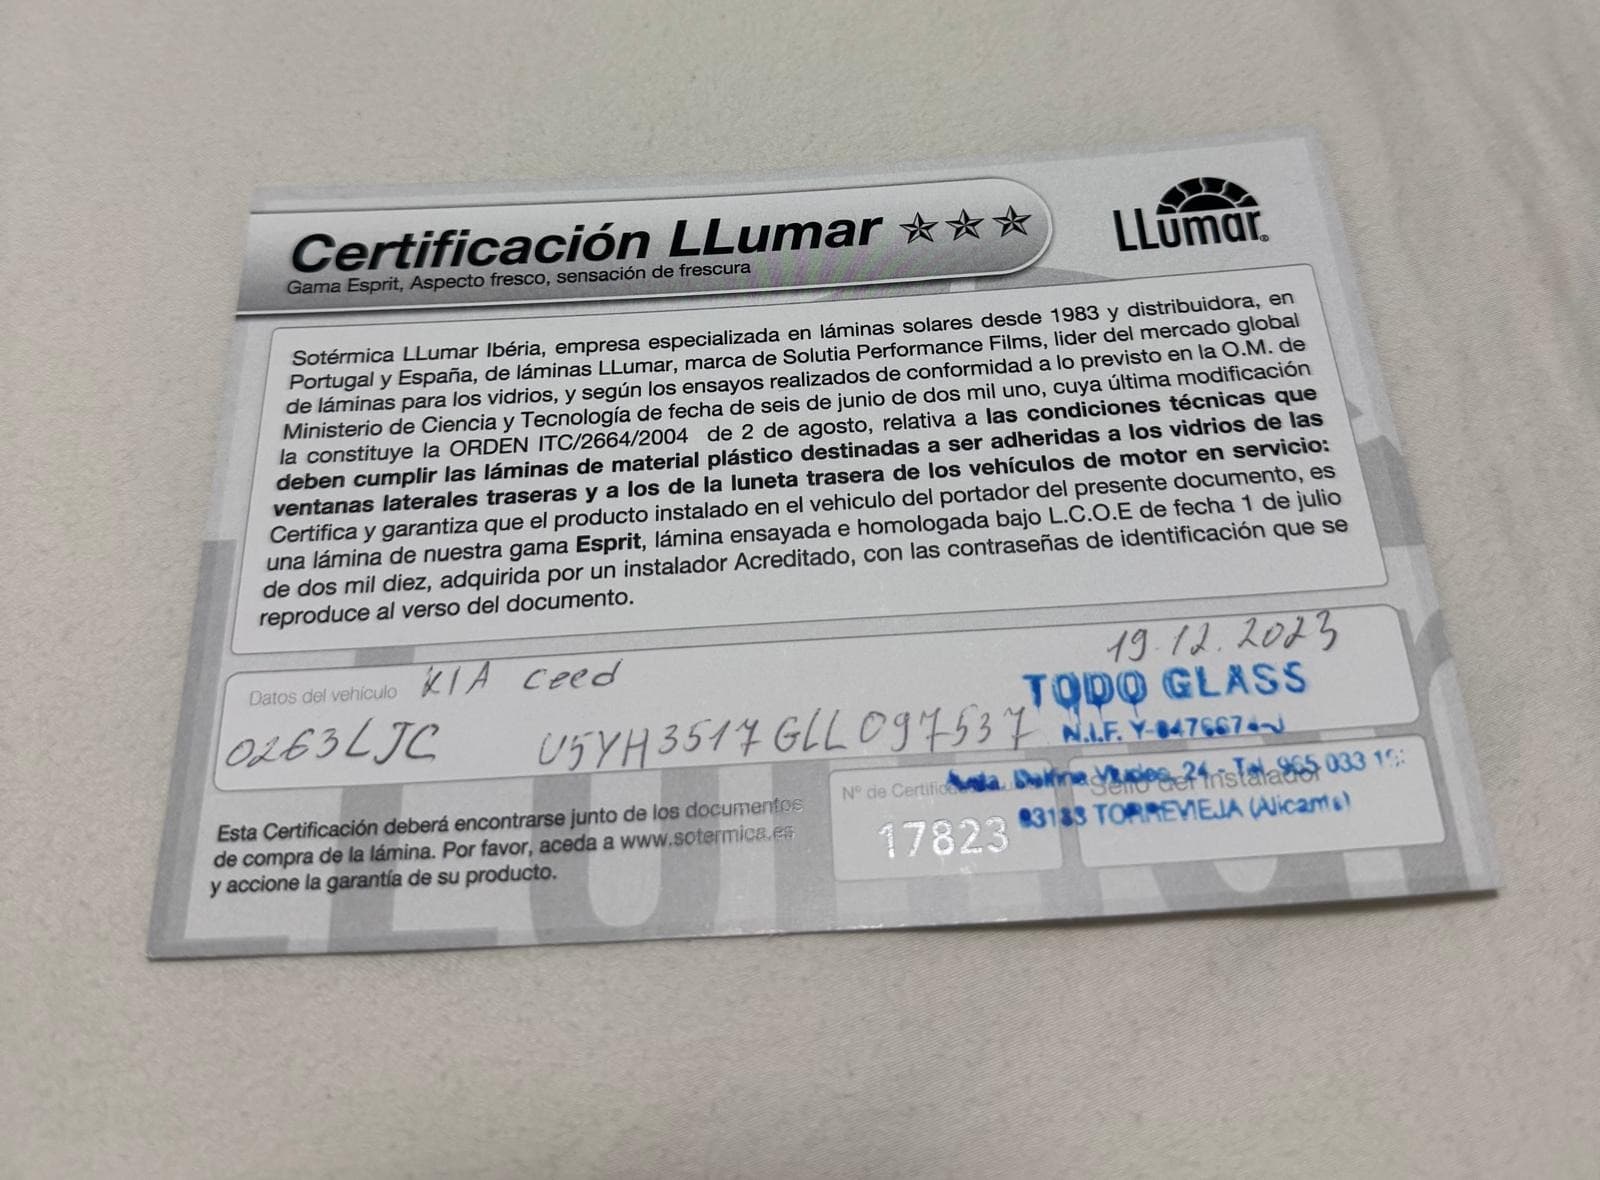 Certificación LLumar
Gama Esprit, Aspecto fresco, sensación de frescura
LLumar®
Sotérmica LLumar Ibéria, empresa especializada en láminas solares desde 1983 y distribuidora, en
Portugal y España, de láminas LLumar, marca de Solutia Performance Films, lider del mercado global
de láminas para los vidrios, y según los ensayos realizados de conformidad a lo previsto en la O.M. de
Ministerio de Ciencia y Tecnología de fecha de seis de junio de dos mil uno, cuya última modificación
la constituye la ORDEN ITC/2664/2004 de 2 de agosto, relativa a las condiciones técnicas que
deben cumplir las láminas de material plástico destinadas a ser adheridas a los vidrios de las
ventanas laterales traseras y a los de la luneta trasera de los vehículos de motor en servicio:
Certifica y garantiza que el producto instalado en el vehiculo del portador del presente documento, es
una lámina de nuestra gama Esprit, lámina ensayada e homologada bajo L.C.O.E de fecha 1 de julio
de dos mil diez, adquirida por un instalador Acreditado, con las contraseñas de identificación que se
reproduce al verso del documento.
19.12.2023
Datos del vehículo KIA Ceed
TODO GLASS
0263LJC U5YH3517GLL097537
N.I.F.
24 - Tel. 965 033
Sello del Instalador
Nº de
TORREVIEJA (Alicante)
17823
Esta Certificación deberá encontrarse junto de los documentos
de compra de la lámina. Por favor, aceda a www.sotermica.es
y accione la garantía de su producto.